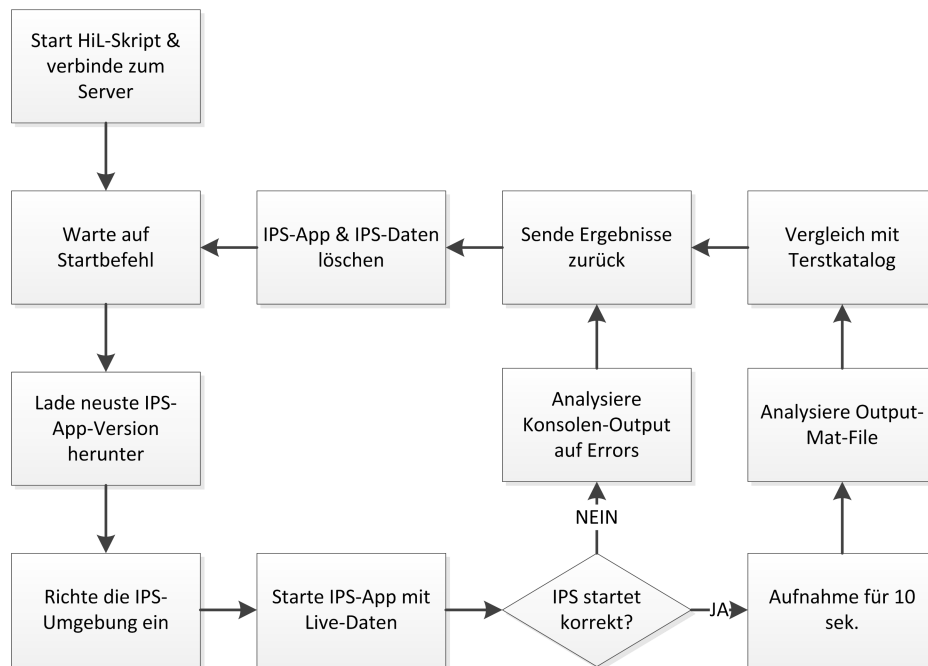 Start HiL-Skript &
verbinde zum
Server
Warte auf
Startbefehl
IPS-App & IPS-Daten
löschen
Sende Ergebnisse
zurück
Vergleich mit
Terstkatalog
Lade neuste IPS-
App-Version
herunter
Analysiere
Konsolen-Output
auf Errors
Analysiere Output-
Mat-File
NEIN
Richte die IPS-
Umgebung ein
Starte IPS-App mit
Live-Daten
IPS startet
korrekt?
JA
Aufnahme für 10
sek.